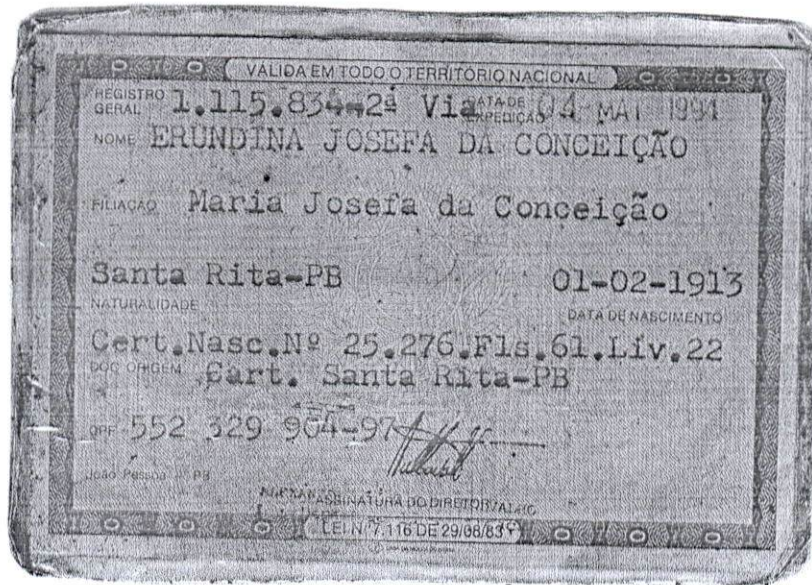 VÁLIDA EM TODO O TERRITÓRIO NACIONAL
REGISTRO GERAL 1.115.834-2ª Via DATA DE EXPEDIÇÃO 04 MAI 1991
NOME ERUNDINA JOSEFA DA CONCEIÇÃO
FILIAÇÃO Maria Josefa da Conceição
Santa Rita-PB 01-02-1913
NATURALIDADE DATA DE NASCIMENTO
Cert.Nasc.Nº 25.276.Fls.61.Liv.22
DOC ORIGEM Cart. Santa Rita-PB
CPF 552 329 964-97
João Pessoa - PB
ASSINATURA DO DIRETOR
LEI Nº 7.116 DE 29/08/83